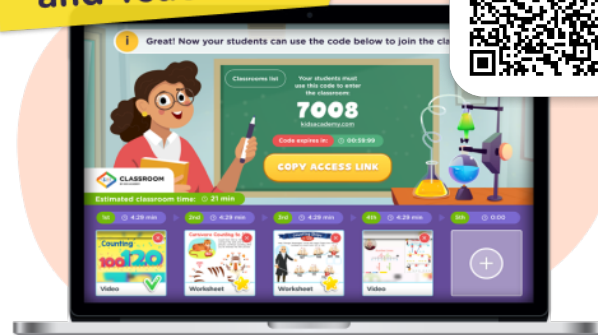 and
Great! Now your students can use the code below to join the cla
Classrooms list
Your students must
use this code to enter
the classroom:
7008
kidsacademy.com
Code expires in: 00:59:99
COPY ACCESS LINK
CLASSROOM
Estimated classroom time: 21 min
1st 4:29 min 2nd 4:29 min 3rd 4:29 min 4th 4:29 min 5th 0:00
Counting
100 120
Video
Worksheet
Worksheet
Video